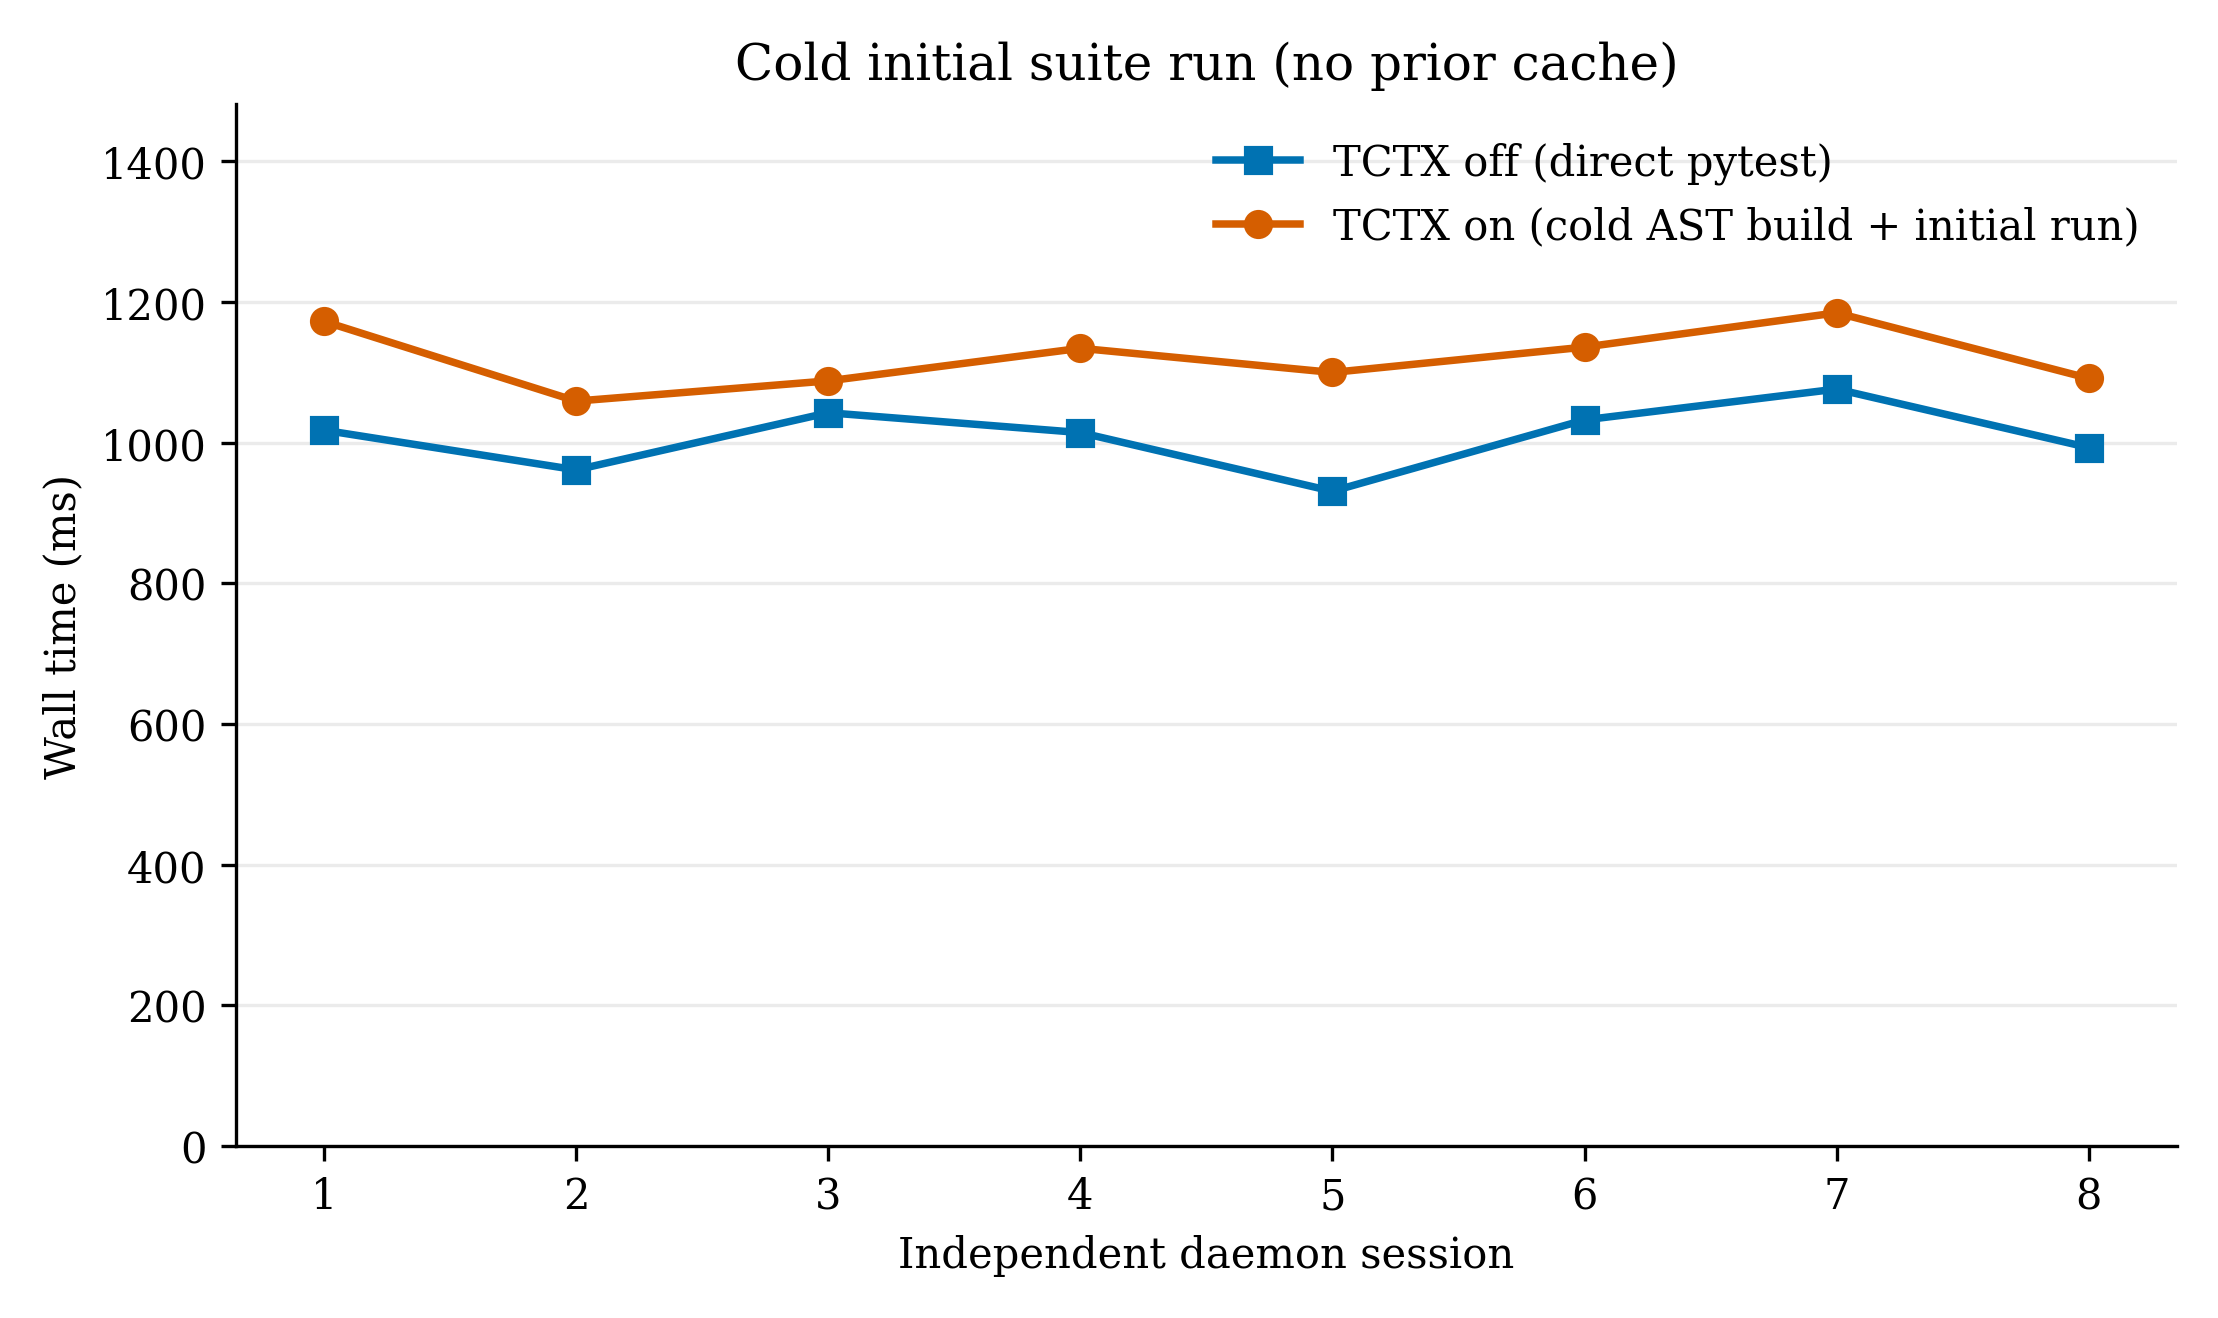 Cold initial suite run (no prior cache)
TCTX off (direct pytest)
TCTX on (cold AST build + initial run)
Wall time (ms)
1400
1200
1000
800
600
400
200
0
1 2 3 4 5 6 7 8
Independent daemon session